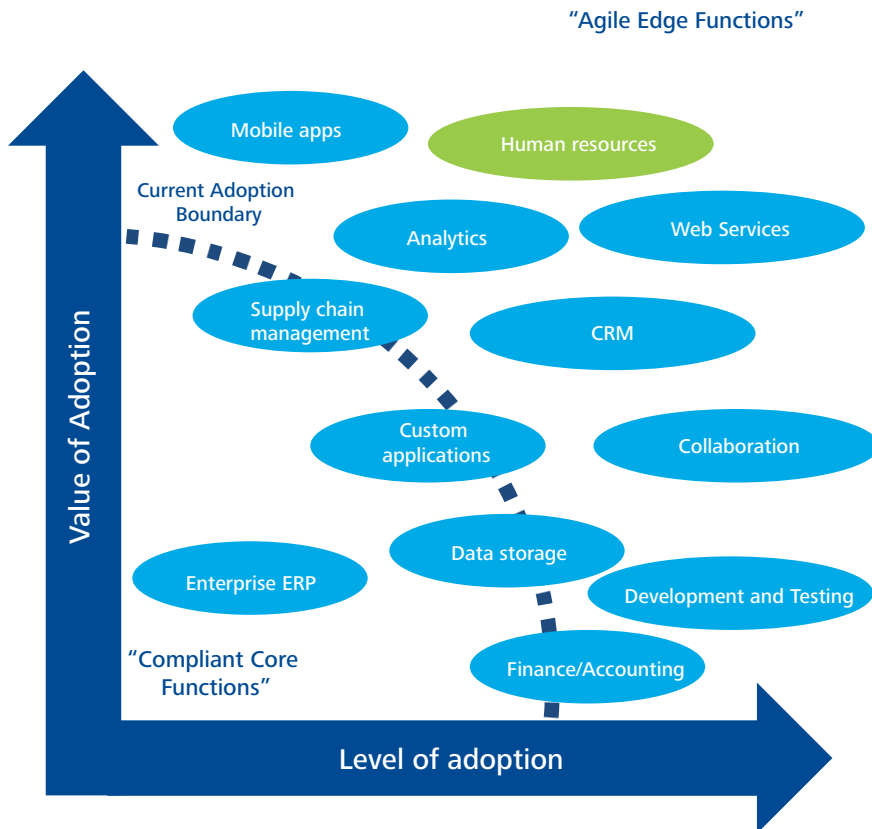 “Agile Edge Functions”
Mobile apps
Human resources
Current Adoption
Boundary
Analytics
Web Services
Supply chain
management
CRM
Value of Adoption
Custom
applications
Collaboration
Data storage
Enterprise ERP
Development and Testing
“Compliant Core
Functions”
Finance/Accounting
Level of adoption